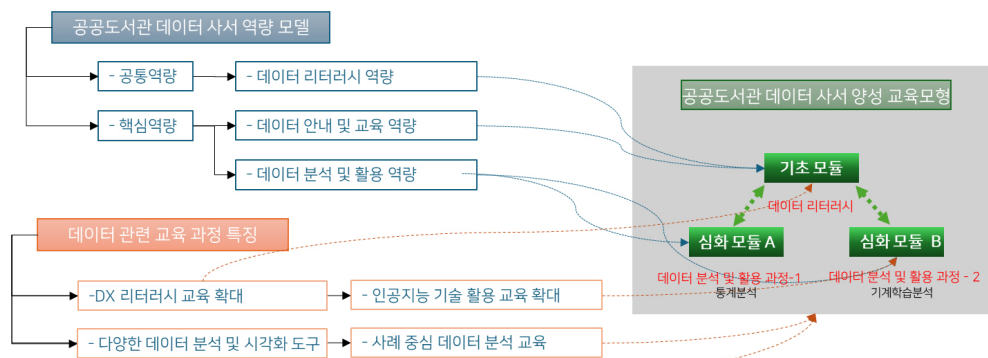 공공도서관 데이터 사서 역량 모델
- 공통역량
- 데이터 리터러시 역량
- 핵심역량
- 데이터 안내 및 교육 역량
- 데이터 분석 및 활용 역량
데이터 관련 교육 과정 특징
-DX 리터러시 교육 확대
- 인공지능 기술 활용 교육 확대
- 다양한 데이터 분석 및 시각화 도구
- 사례 중심 데이터 분석 교육
공공도서관 데이터 사서 양성 교육모형
기초 모듈
데이터 리터러시
심화 모듈 A
데이터 분석 및 활용 과정-1
통계분석
심화 모듈 B
데이터 분석 및 활용 과정 - 2
기계학습분석